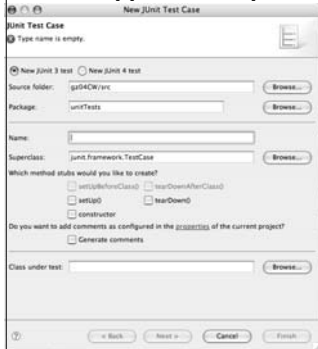 New JUnit Test Case
JUnit Test Case
Type name is empty.
New JUnit 3 test New JUnit 4 test
Source folder: gz04CW/src Browse...
Package: unitTests Browse...
Name:
Superclass: junit.framework.TestCase Browse...
Which method stubs would you like to create?
setUpBeforeClass() tearDownAfterClass()
setUp() tearDown()
constructor
Do you want to add comments as configured in the properties of the current project?
Generate comments
Class under test: Browse...
? < Back Next > Cancel Finish